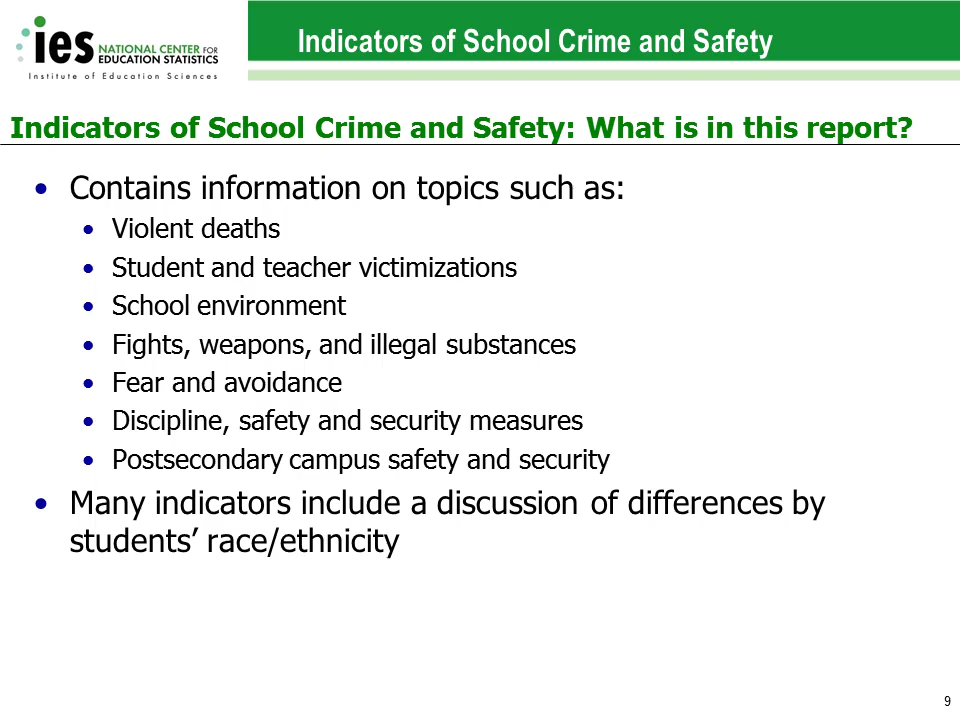 ies NATIONAL CENTER FOR
EDUCATION STATISTICS
Institute of Education Sciences
Indicators of School Crime and Safety
Indicators of School Crime and Safety: What is in this report?
• Contains information on topics such as:
• Violent deaths
• Student and teacher victimizations
• School environment
• Fights, weapons, and illegal substances
• Fear and avoidance
• Discipline, safety and security measures
• Postsecondary campus safety and security
• Many indicators include a discussion of differences by
students’ race/ethnicity
9